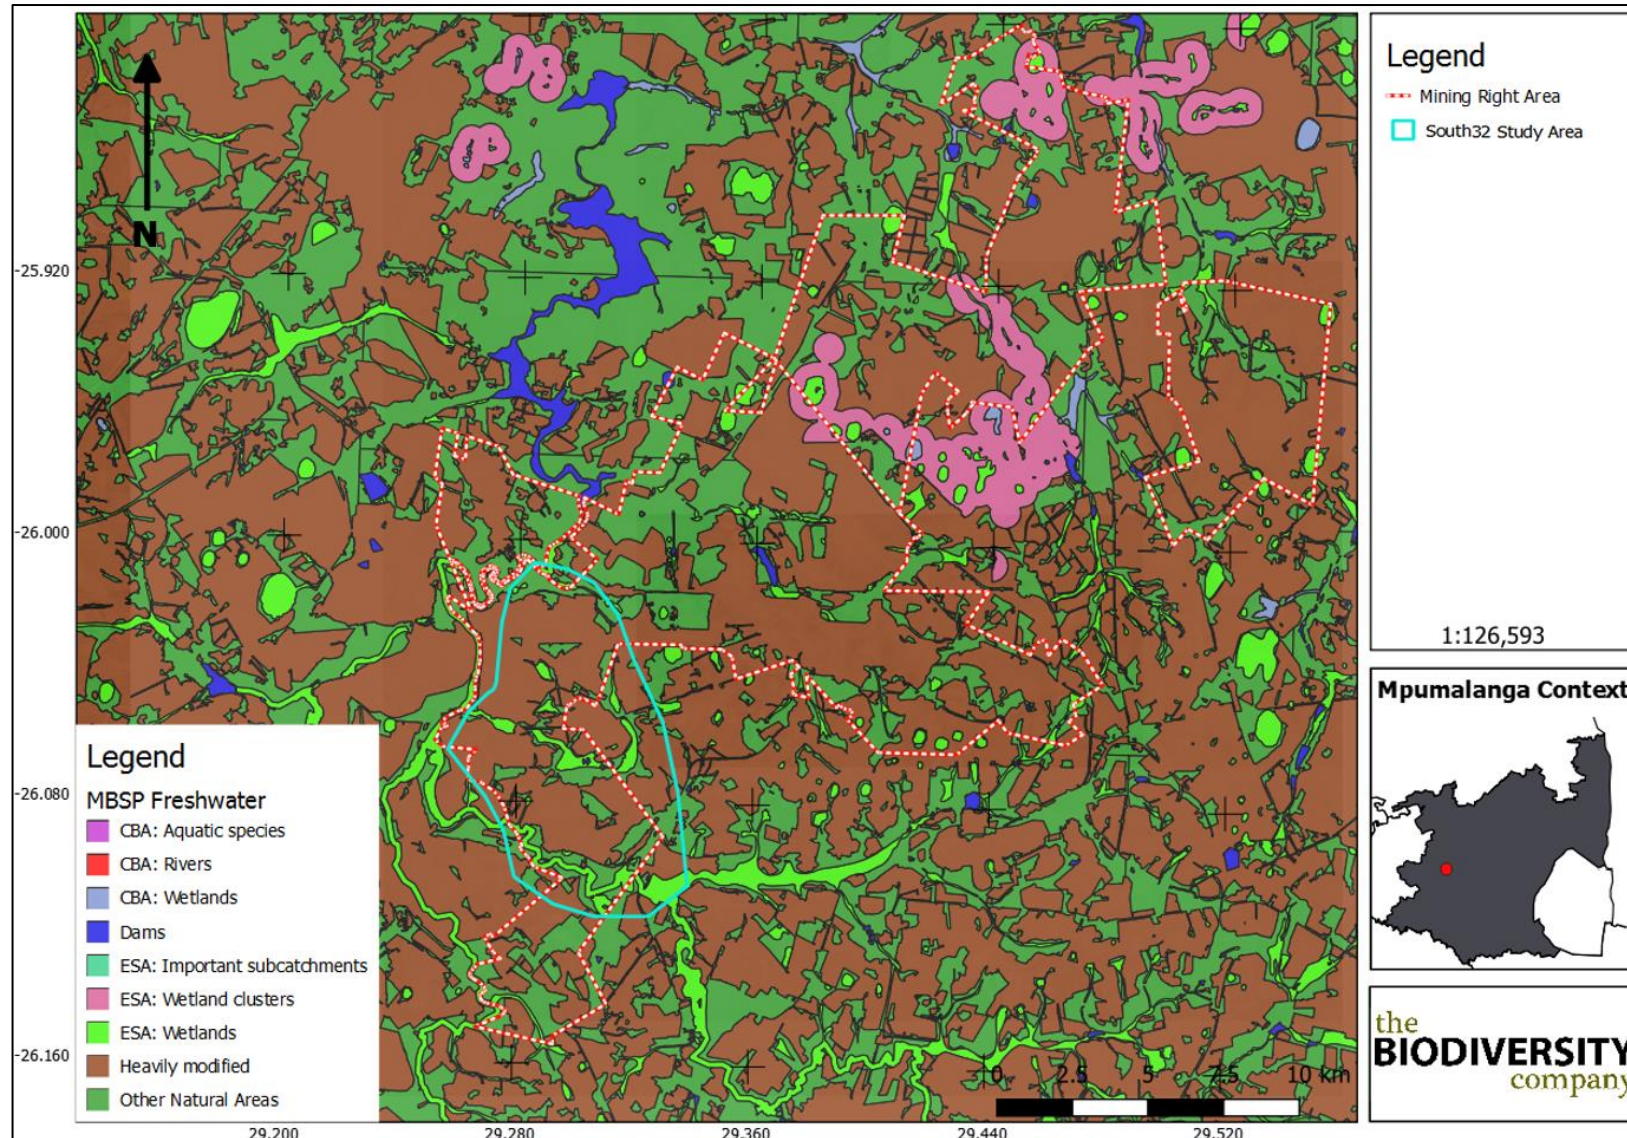 N
-25.920
-26.000
-26.080
-26.160
29.200
29.280
29.360
29.440
29.520
0 2.5 5 7.5 10 km
Legend
MBSP Freshwater
CBA: Aquatic species
CBA: Rivers
CBA: Wetlands
Dams
ESA: Important subcatchments
ESA: Wetland clusters
ESA: Wetlands
Heavily modified
Other Natural Areas
Legend
Mining Right Area
South32 Study Area
1:126,593
Mpumalanga Context
the
BIODIVERSITY
company